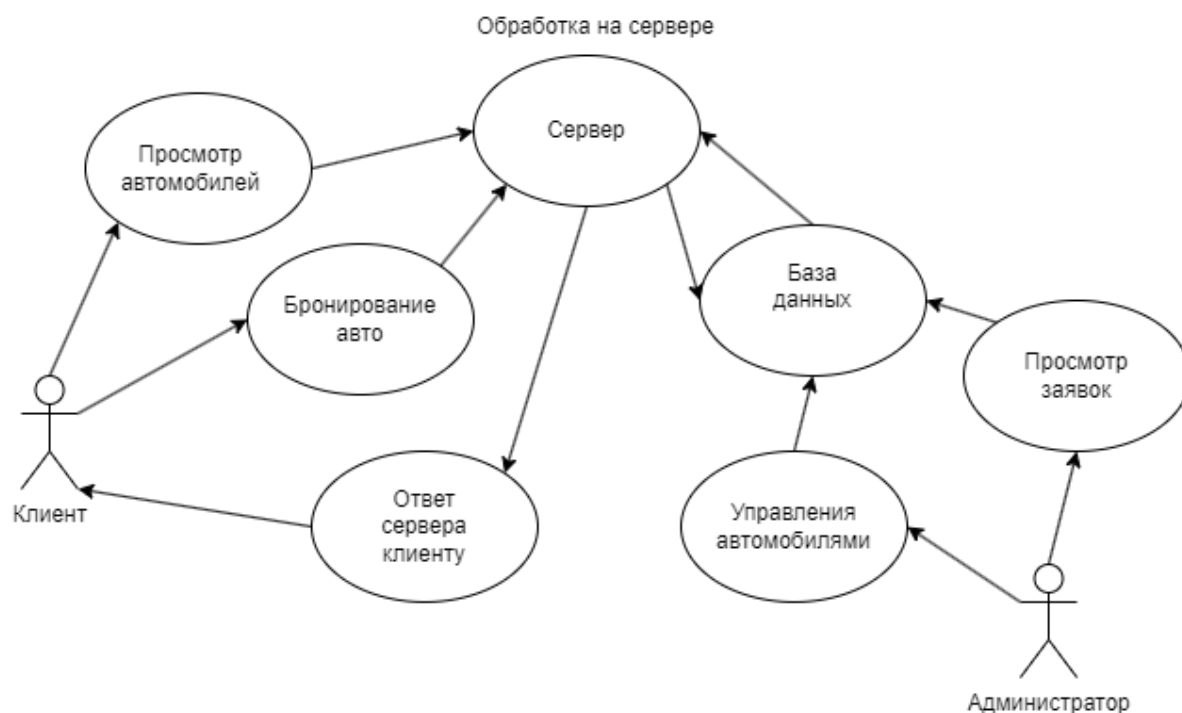 Обработка на сервере
Сервер
Просмотр
автомобилей
База
данных
Бронирование
авто
Просмотр
заявок
Ответ
сервера
клиенту
Управления
автомобилями
Клиент
Администратор